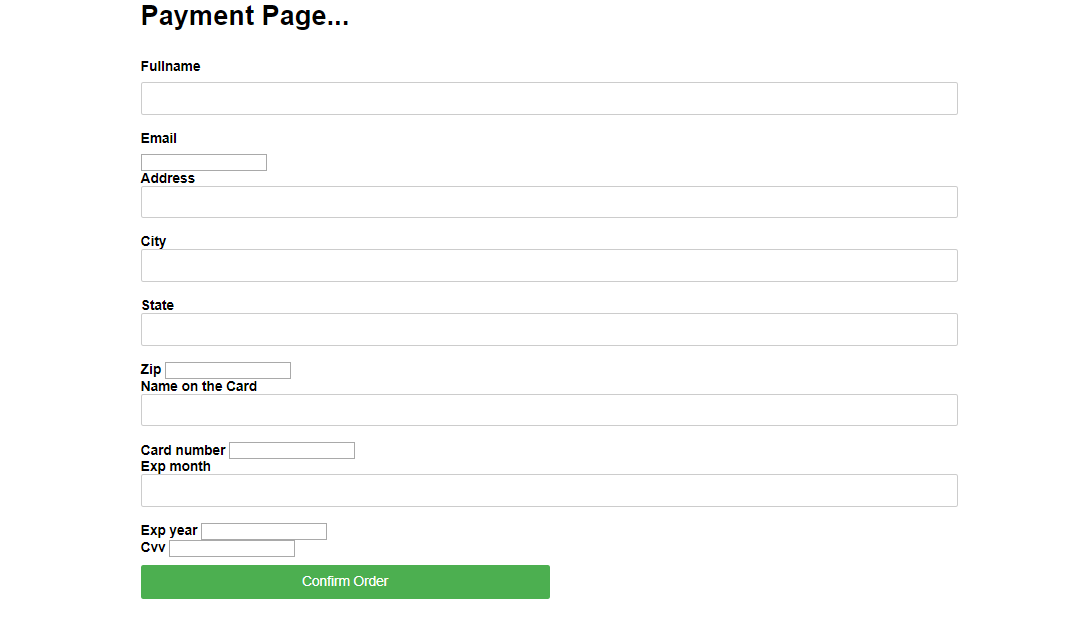 Payment Page...
Fullname
Email
Address
City
State
Zip
Name on the Card
Card number
Exp month
Exp year
Cvv
Confirm Order